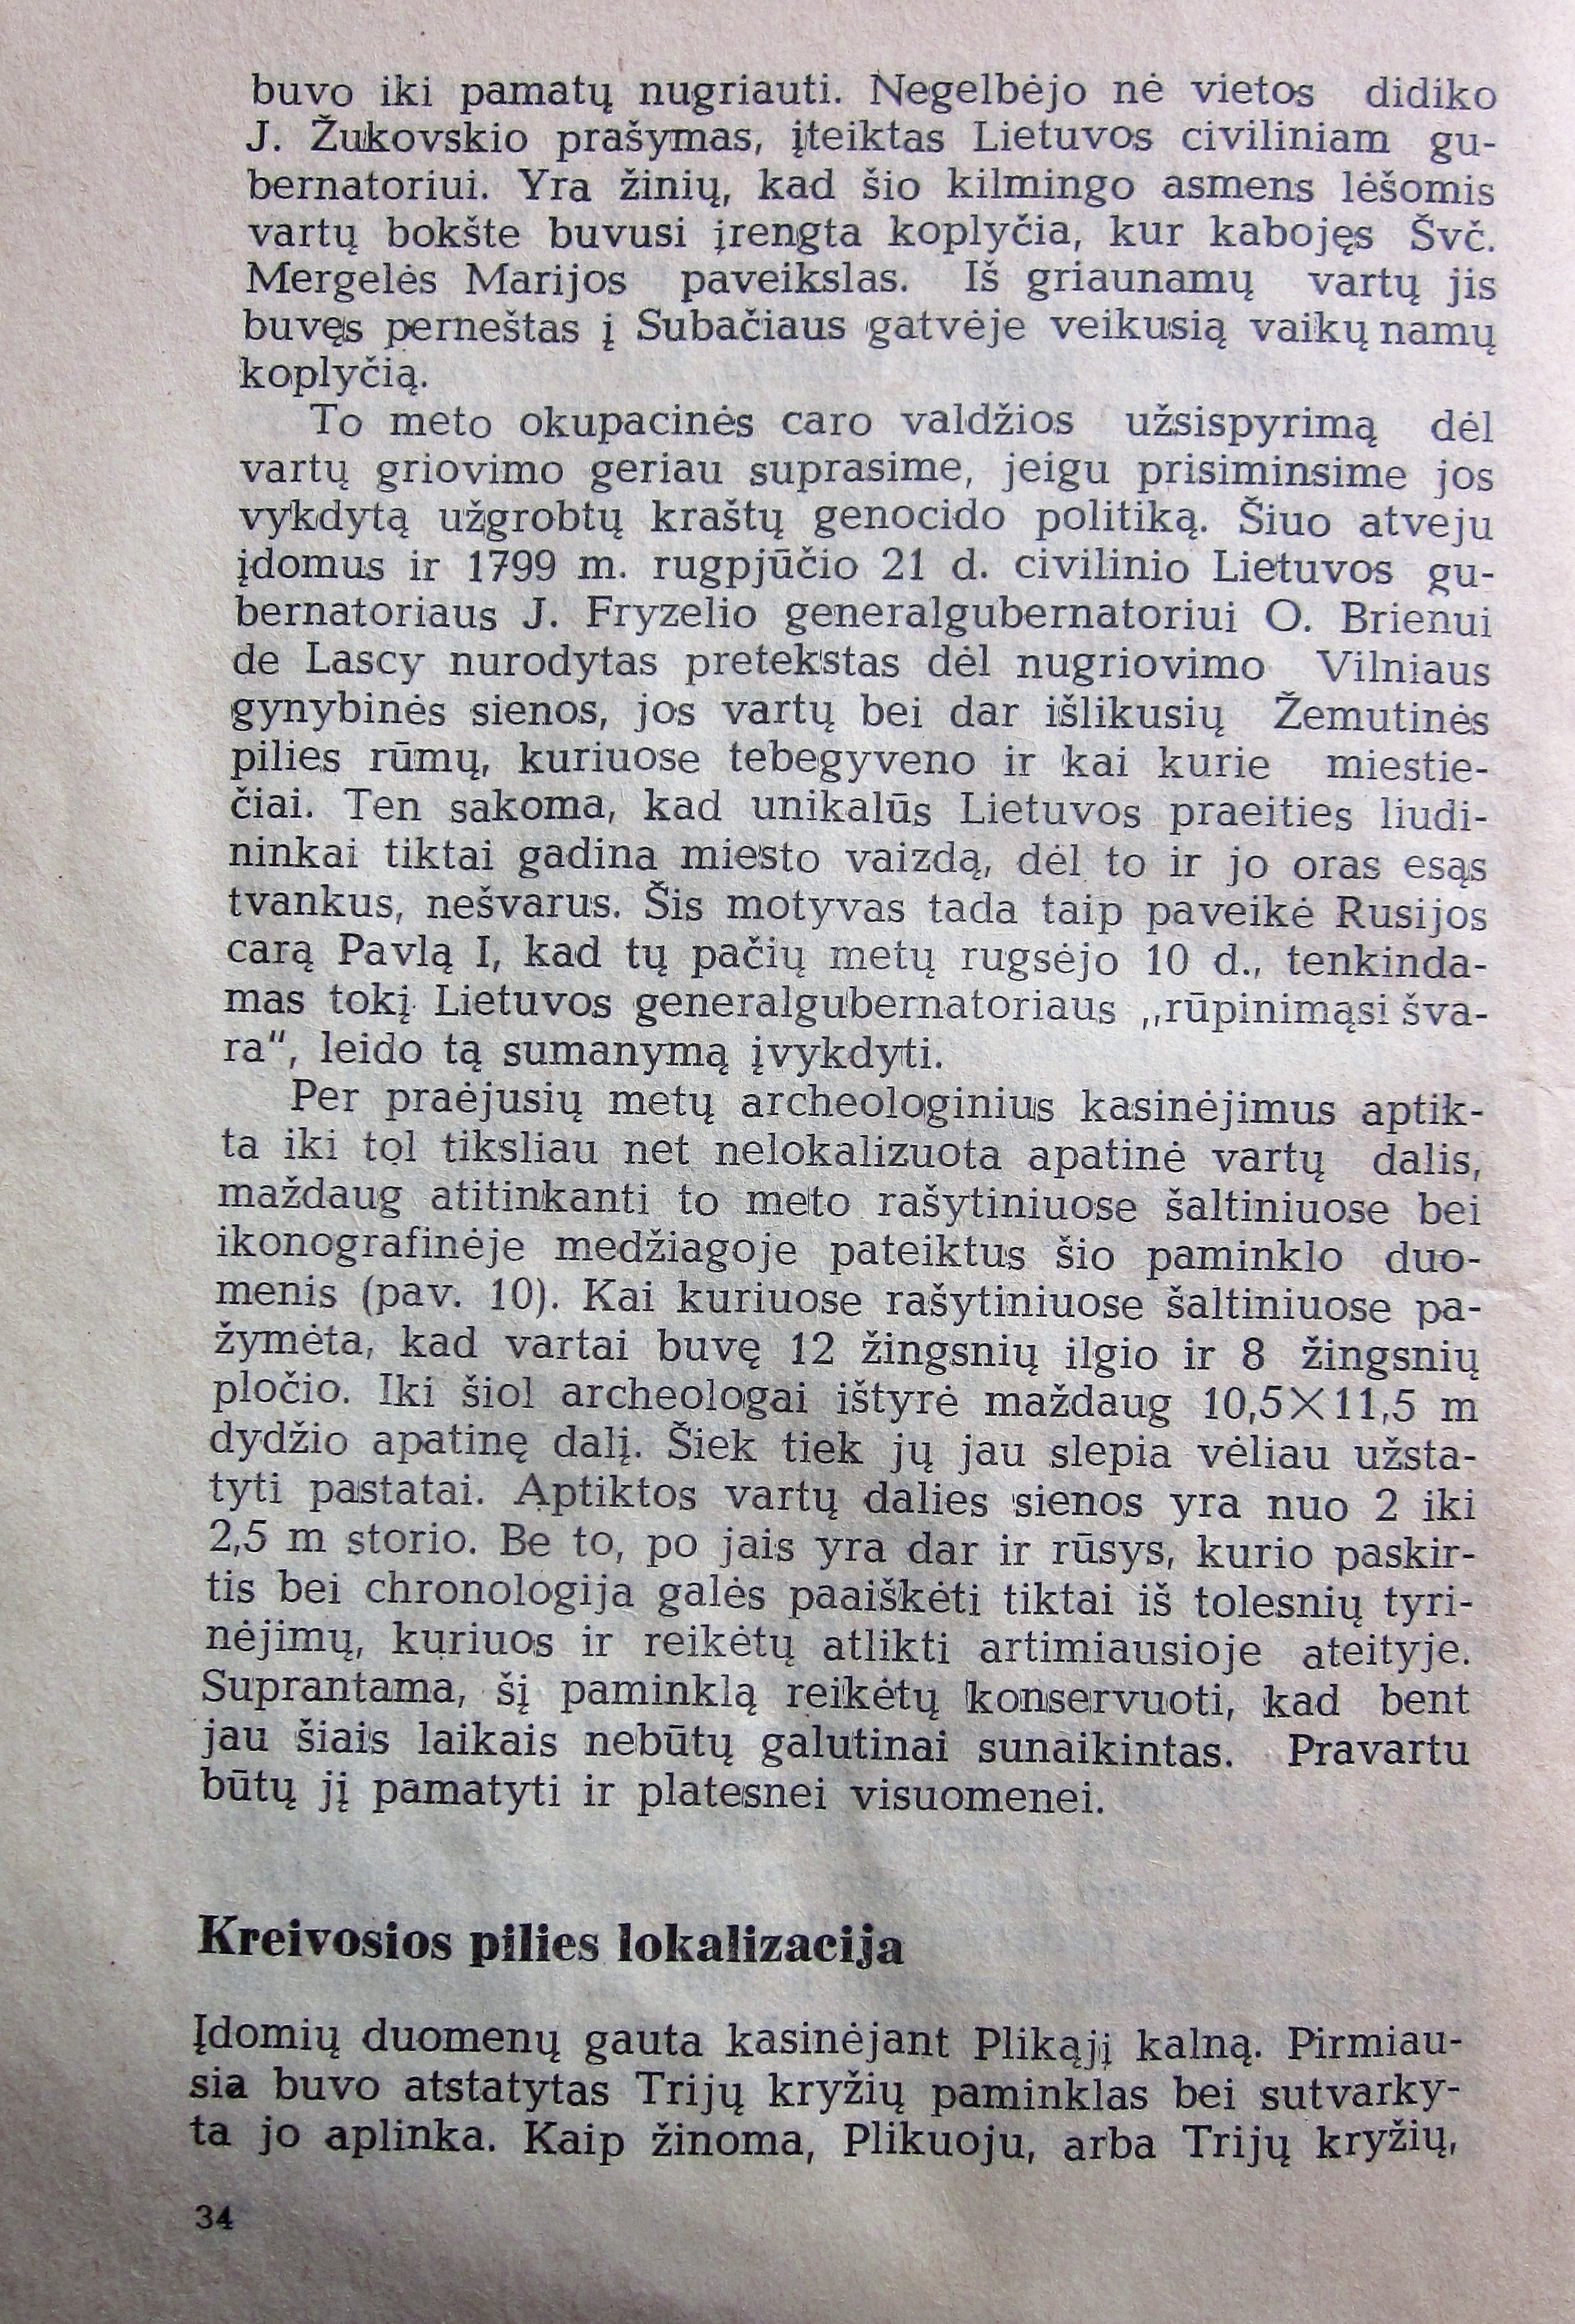 buvo iki pamatų nugriauti. Negelbėjo nė vietos didiko
J. Žukovskio prašymas, įteiktas Lietuvos civiliniam gu-
bernatoriui. Yra žinių, kad šio kilmingo asmens lėšomis
vartų bokšte buvusi įrengta koplyčia, kur kabojęs Švč.
Mergelės Marijos paveikslas. Iš griaunamų vartų jis
buvęs perneštas į Subačiaus gatvėje veikusią vaikų namų
koplyčią.
To meto okupacinės caro valdžios užsispyrimą dėl
vartų griovimo geriau suprasime, jeigu prisiminsime jos
vykdytą užgrobtų kraštų genocido politiką. Šiuo atveju
įdomus ir 1799 m. rugpjūčio 21 d. civilinio Lietuvos gu-
bernatoriaus J. Fryzelio generalgubernatoriui O. Brienui
de Lascy nurodytas pretekstas dėl nugriovimo Vilniaus
gynybinės sienos, jos vartų bei dar išlikusių Žemutinės
pilies rūmų, kuriuose tebegyveno ir kai kurie miestie-
čiai. Ten sakoma, kad unikalūs Lietuvos praeities liudi-
ninkai tiktai gadina miesto vaizdą, dėl to ir jo oras esąs
tvankus, nešvarus. Šis motyvas tada taip paveikė Rusijos
carą Pavlą I, kad tų pačių metų rugsėjo 10 d., tenkinda-
mas tokį Lietuvos generalgubernatoriaus „rūpinimąsi šva-
ra“, leido tą sumanymą įvykdyti.
Per praėjusių metų archeologinius kasinėjimus aptik-
ta iki tol tiksliau net nelokalizuota apatinė vartų dalis,
maždaug atitinkanti to meto rašytiniuose šaltiniuose bei
ikonografinėje medžiagoje pateiktus šio paminklo duo-
menis (pav. 10). Kai kuriuose rašytiniuose šaltiniuose pa-
žymėta, kad vartai buvę 12 žingsnių ilgio ir 8 žingsnių
pločio. Iki šiol archeologai ištyrė maždaug 10,5×11,5 m
dydžio apatinę dalį. Šiek tiek jų jau slepia vėliau užsta-
tyti pastatai. Aptiktos vartų dalies sienos yra nuo 2 iki
2,5 m storio. Be to, po jais yra dar ir rūsys, kurio paskir-
tis bei chronologija galės paaiškėti tiktai iš tolesnių tyri-
nėjimų, kuriuos ir reikėtų atlikti artimiausioje ateityje.
Suprantama, šį paminklą reikėtų konservuoti, kad bent
jau šiais laikais nebūtų galutinai sunaikintas. Pravartu
būtų jį pamatyti ir platesnei visuomenei.
Kreivosios pilies lokalizacija
Įdomių duomenų gauta kasinėjant Plikąjį kalną. Pirmiau-
sia buvo atstatytas Trijų kryžių paminklas bei sutvarky-
ta jo aplinka. Kaip žinoma, Plikuoju, arba Trijų kryžių,
34